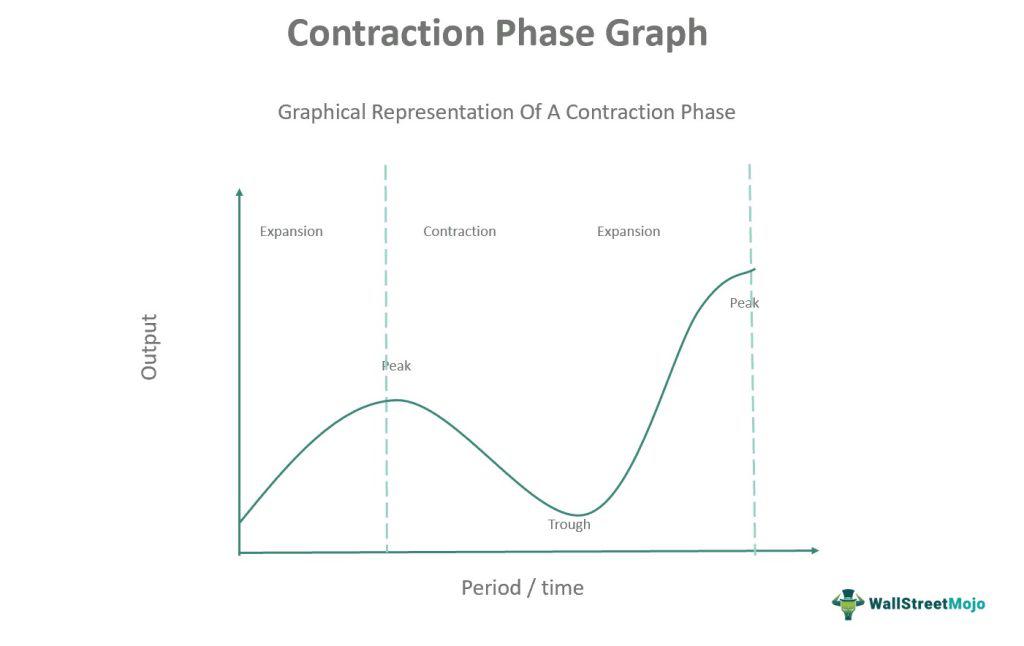 Contraction Phase Graph
Graphical Representation Of A Contraction Phase
Expansion
Contraction
Expansion
Peak
Peak
Output
Trough
Period / time
WallStreetMojo